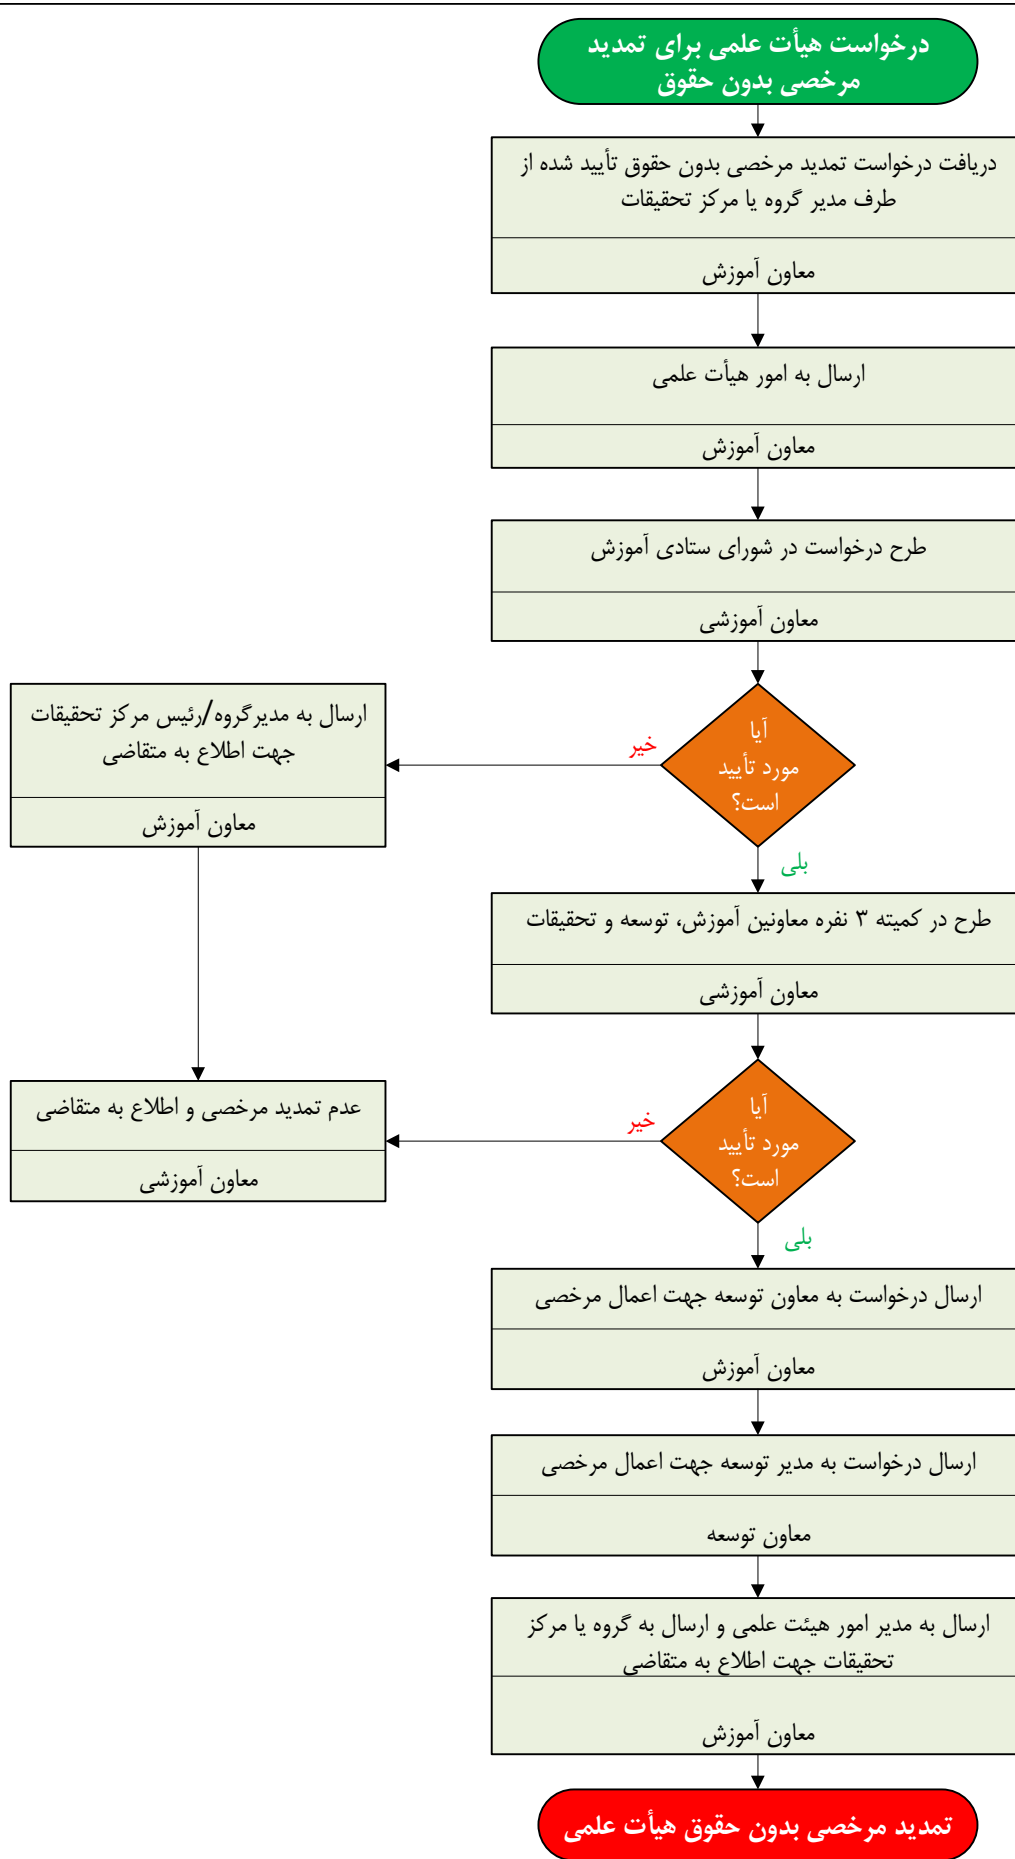 درخواست هیأت علمی برای تمدید
مرخصی بدون حقوق
دریافت درخواست تمدید مرخصی بدون حقوق تأیید شده از
طرف مدیر گروه یا مرکز تحقیقات
معاون آموزش
ارسال به امور هیأت علمی
معاون آموزش
طرح درخواست در شورای ستادی آموزش
معاون آموزشی
آیا
مورد تأیید
است؟
خیر
ارسال به مدیرگروه/رئیس مرکز تحقیقات
جهت اطلاع به متقاضی
معاون آموزش
بلی
طرح در کمیته ۳ نفره معاونین آموزش، توسعه و تحقیقات
معاون آموزشی
آیا
مورد تأیید
است؟
خیر
عدم تمدید مرخصی و اطلاع به متقاضی
معاون آموزشی
بلی
ارسال درخواست به معاون توسعه جهت اعمال مرخصی
معاون آموزش
ارسال درخواست به مدیر توسعه جهت اعمال مرخصی
معاون توسعه
ارسال به مدیر امور هیئت علمی و ارسال به گروه یا مرکز
تحقیقات جهت اطلاع به متقاضی
معاون آموزش
تمدید مرخصی بدون حقوق هیأت علمی